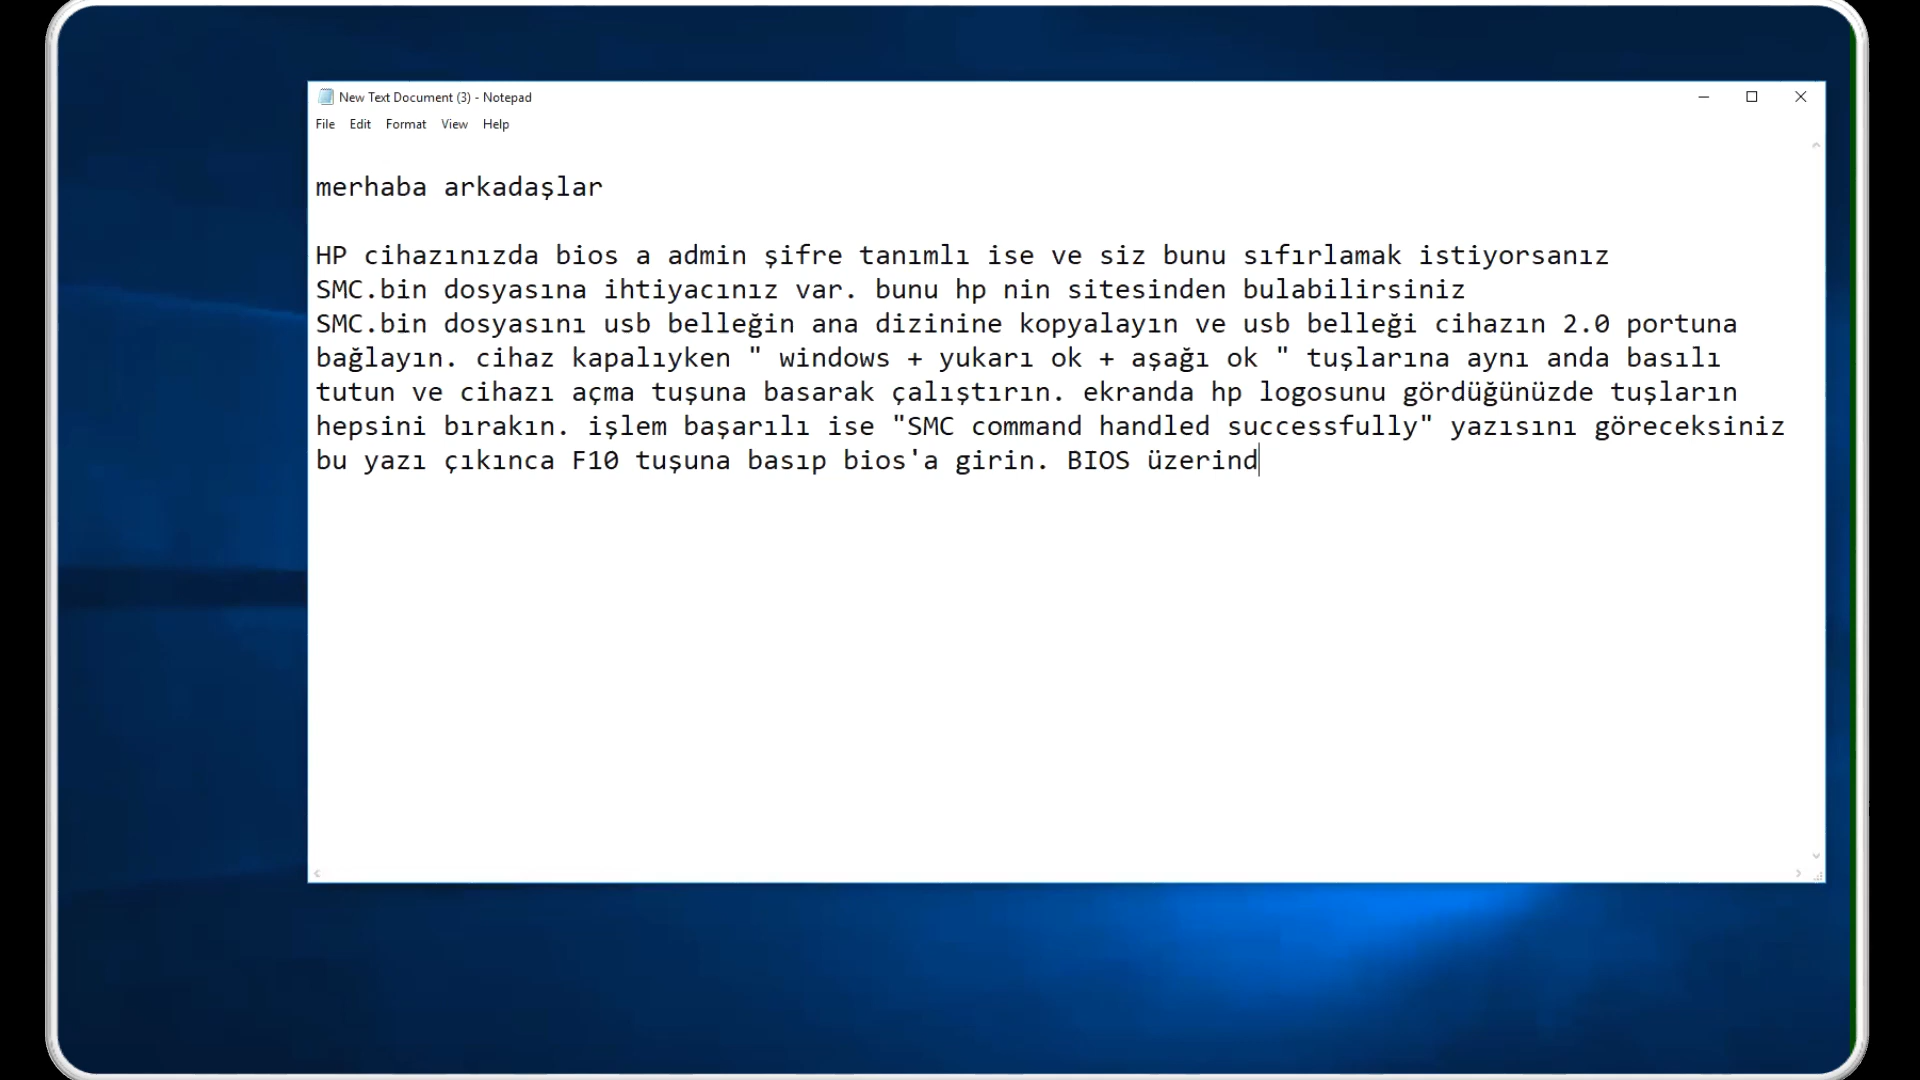 New Text Document (3) - Notepad
File Edit Format View Help
merhaba arkadaşlar
HP cihazınızda bios a admin şifre tanımlı ise ve siz bunu sıfırlamak istiyorsanız
SMC.bin dosyasına ihtiyacınız var. bunu hp nin sitesinden bulabilirsiniz
SMC.bin dosyasını usb belleğin ana dizinine kopyalayın ve usb belleği cihazın 2.0 portuna
bağlayın. cihaz kapalıyken " windows + yukarı ok + aşağı ok " tuşlarına aynı anda basılı
tutun ve cihazı açma tuşuna basarak çalıştırın. ekranda hp logosunu gördüğünüzde tuşların
hepsini bırakın. işlem başarılı ise "SMC command handled successfully" yazısını göreceksiniz
bu yazı çıkınca F10 tuşuna basıp bios'a girin. BIOS üzerind